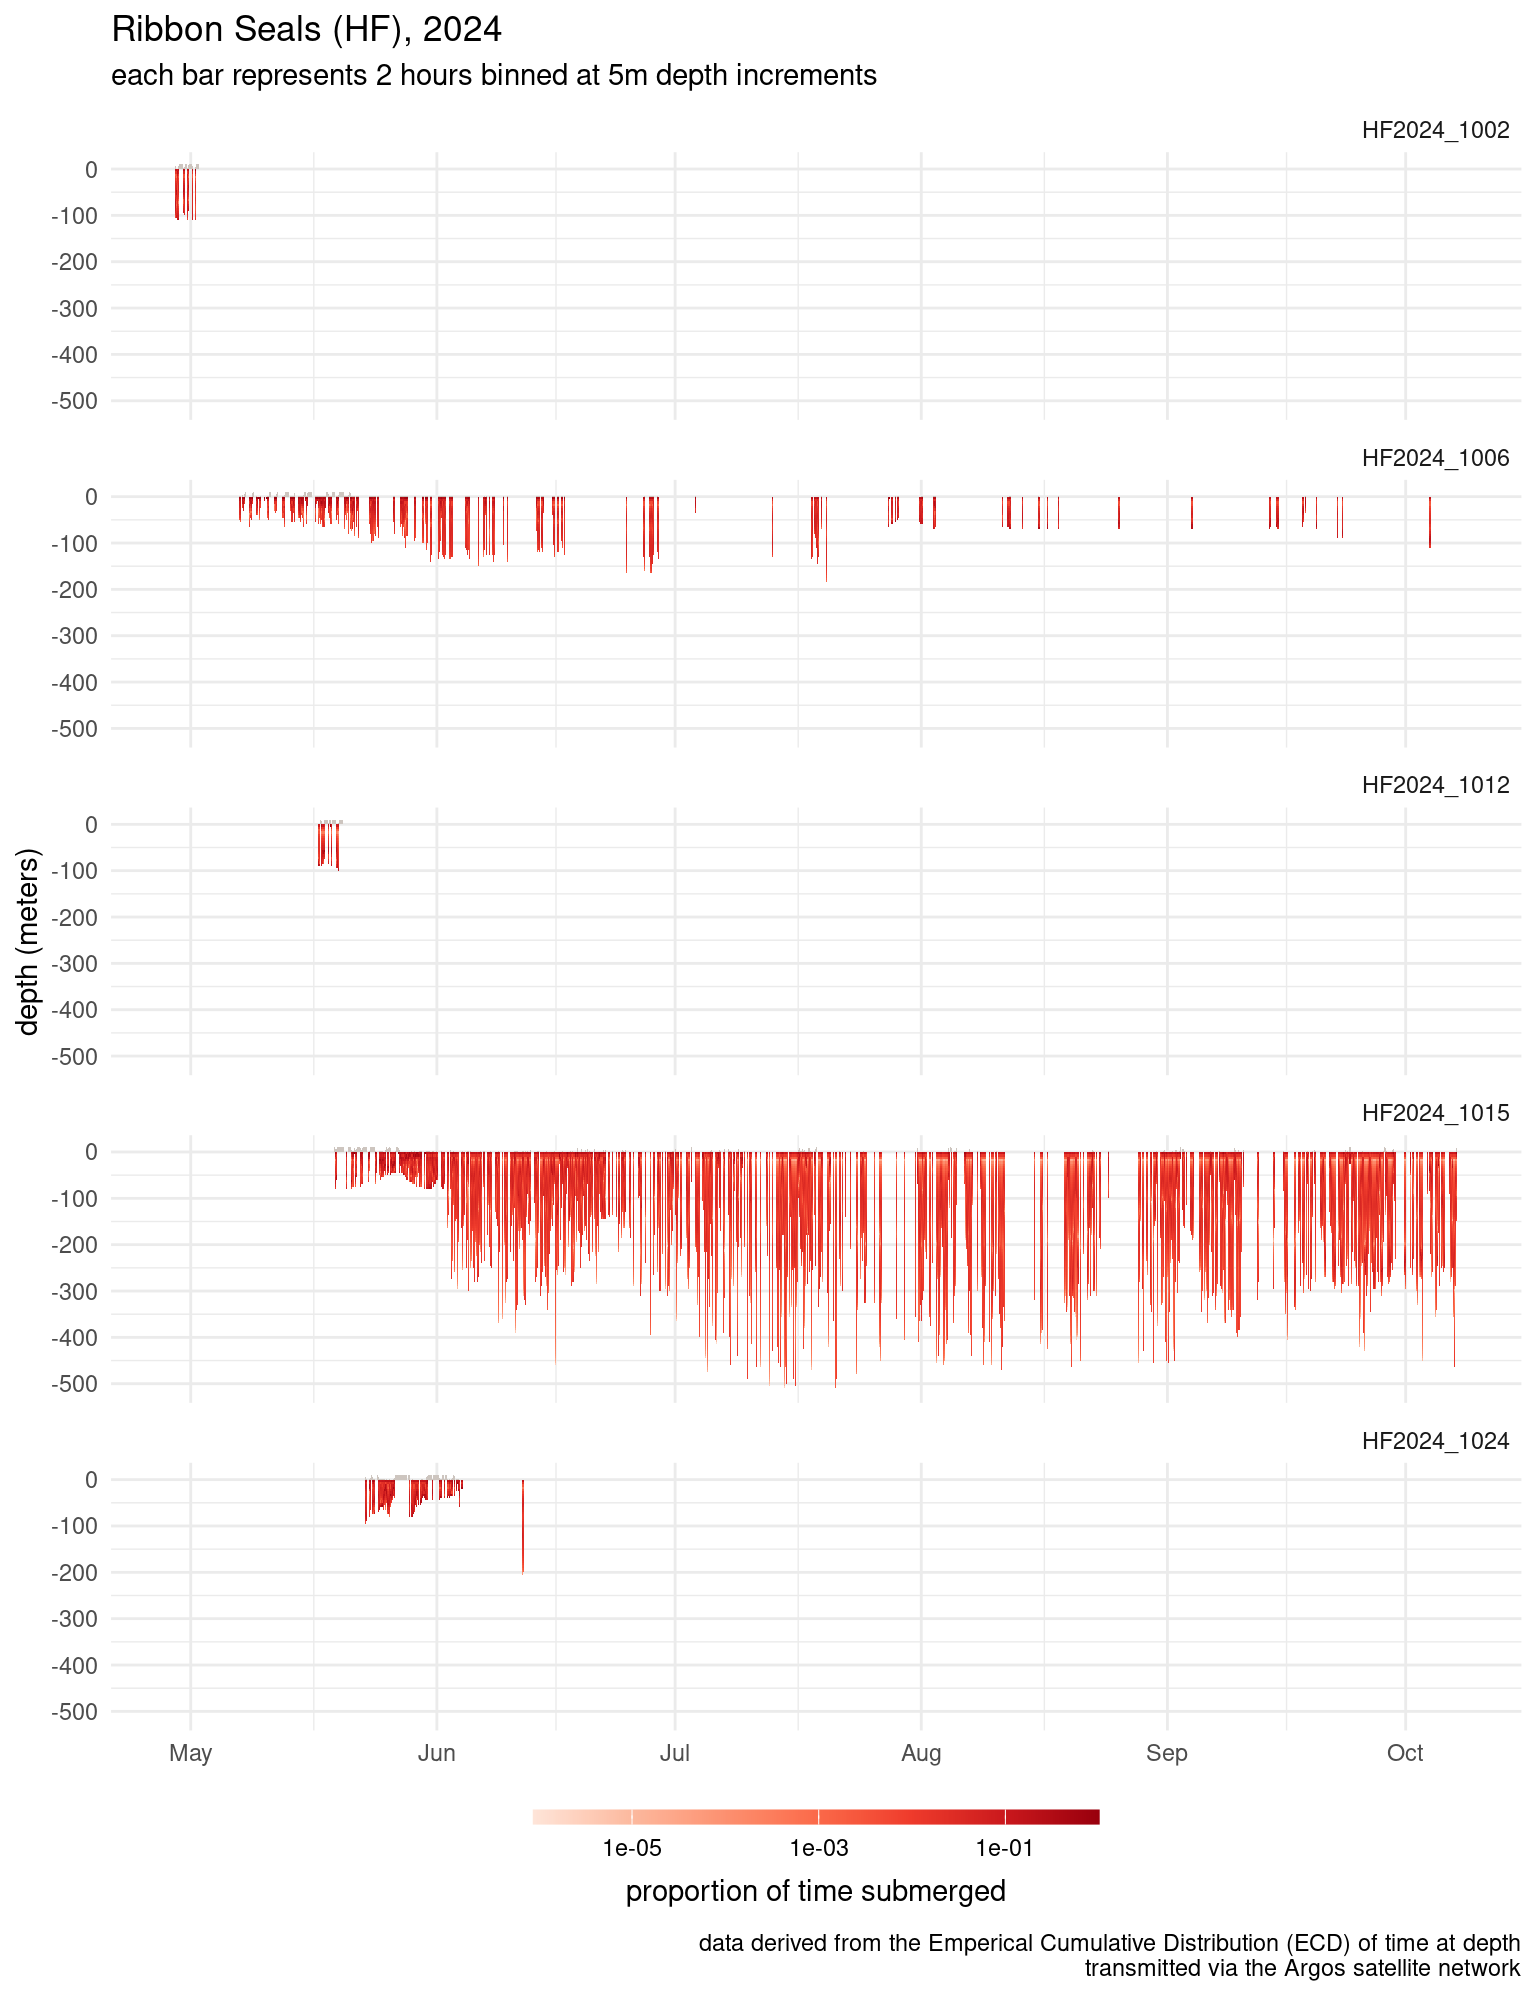 Ribbon Seals (HF), 2024
each bar represents 2 hours binned at 5m depth increments
HF2024_1002
0
-100
-200
-300
-400
-500
HF2024_1006
0
-100
-200
-300
-400
-500
HF2024_1012
0
-100
-200
-300
-400
-500
depth (meters)
HF2024_1015
0
-100
-200
-300
-400
-500
HF2024_1024
0
-100
-200
-300
-400
-500
May Jun Jul Aug Sep Oct
1e-05 1e-03 1e-01
proportion of time submerged
data derived from the Emperical Cumulative Distribution (ECD) of time at depth
transmitted via the Argos satellite network